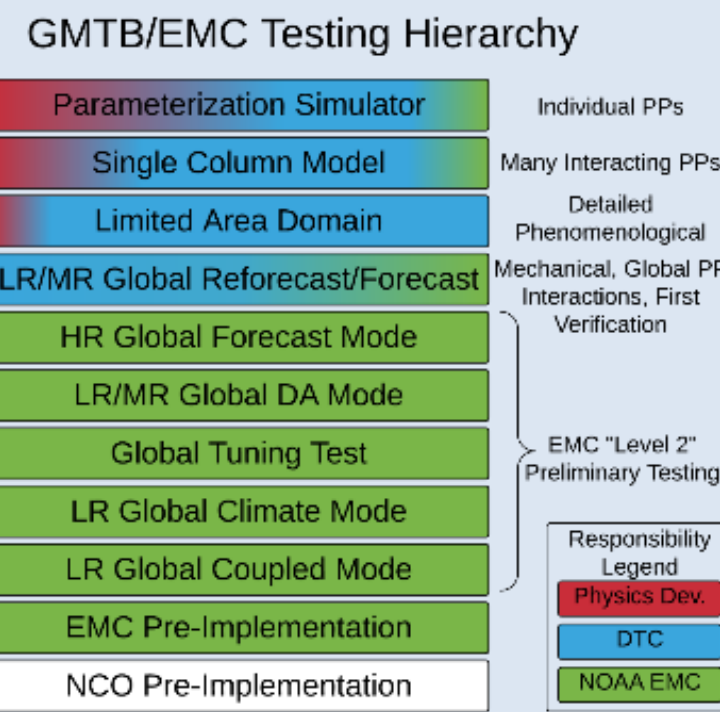 GMTB/EMC Testing Hierarchy
Parameterization Simulator
Individual PPs
Single Column Model
Many Interacting PPs
Limited Area Domain
Detailed
Phenomenological
LR/MR Global Reforecast/Forecast
Mechanical, Global PP
Interactions, First
Verification
HR Global Forecast Mode
LR/MR Global DA Mode
Global Tuning Test
LR Global Climate Mode
LR Global Coupled Mode
EMC "Level 2"
Preliminary Testing
EMC Pre-Implementation
NCO Pre-Implementation
Responsibility
Legend
Physics Dev.
DTC
NOAA EMC